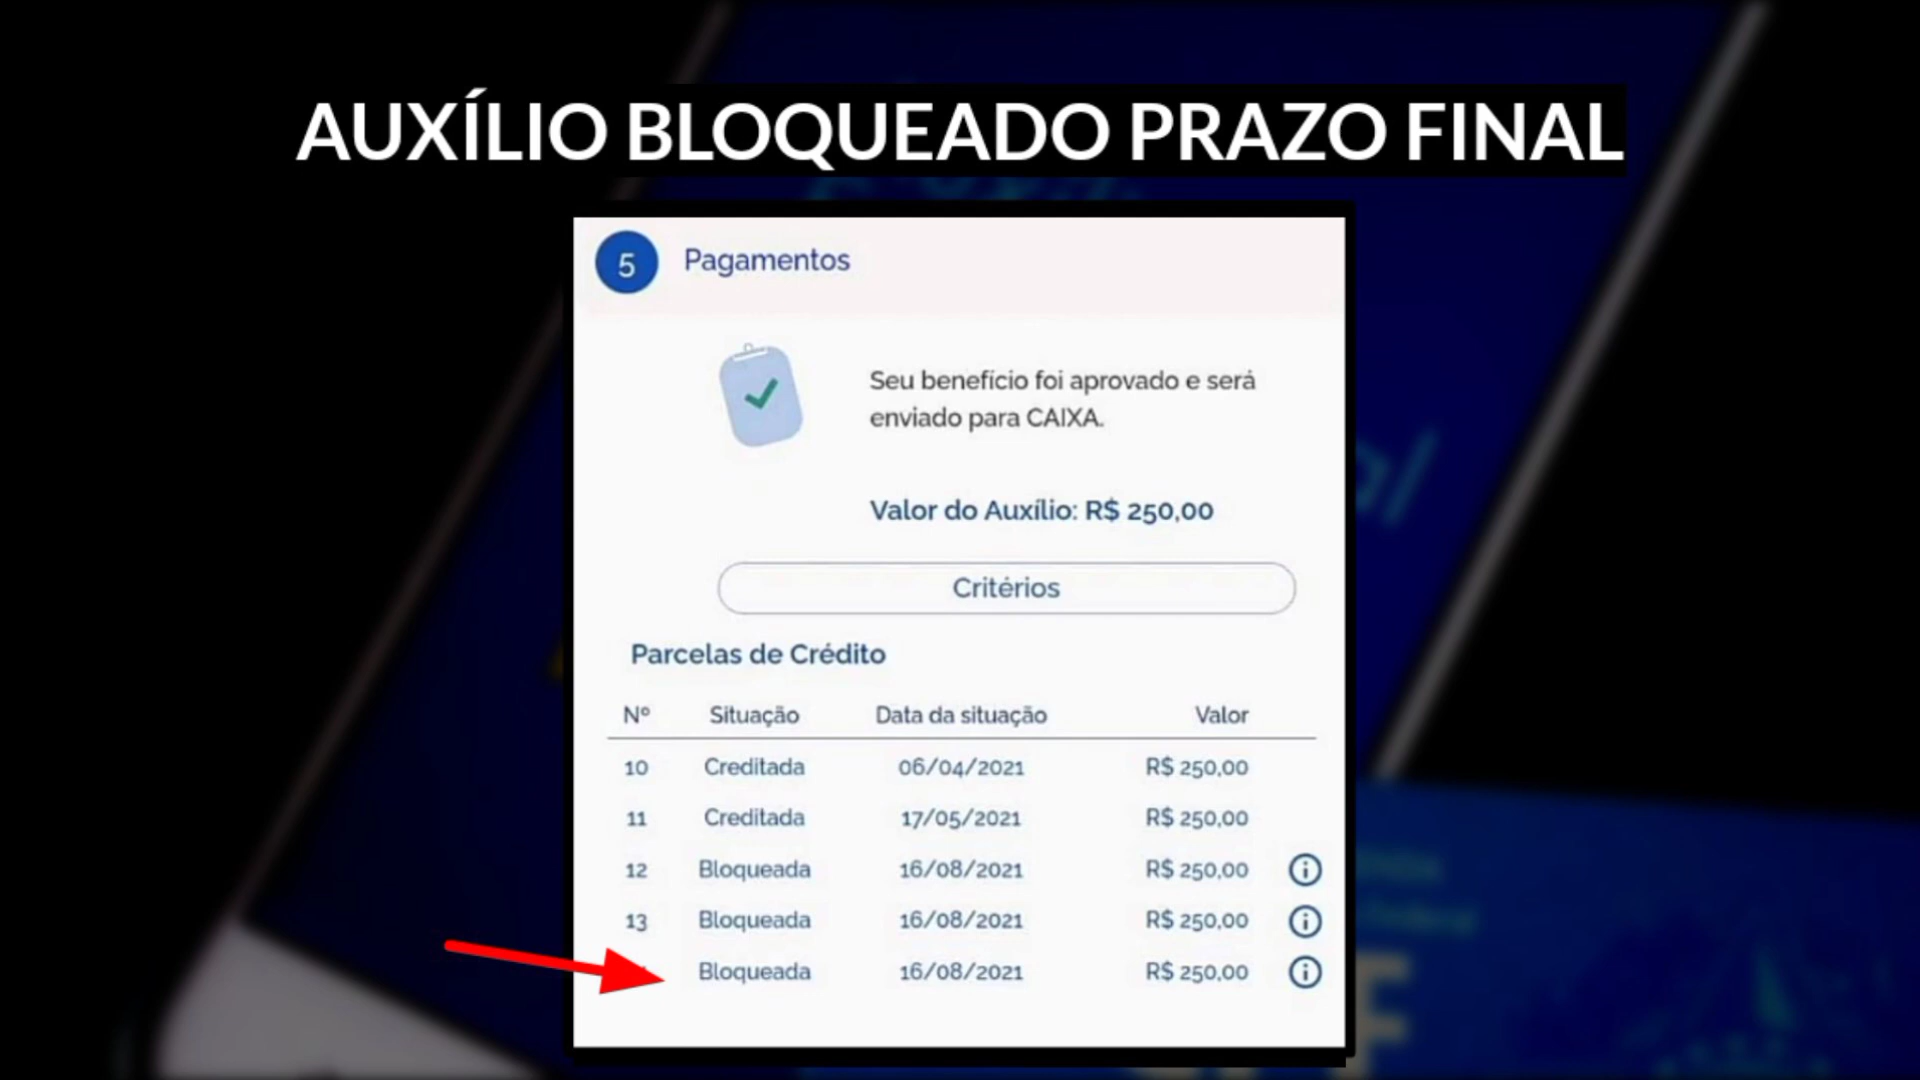 AUXÍLIO BLOQUEADO PRAZO FINAL
5 Pagamentos
Seu benefício foi aprovado e será
enviado para CAIXA.
Valor do Auxílio: R$ 250,00
Critérios
Parcelas de Crédito
Nº Situação Data da situação Valor
10 Creditada 06/04/2021 R$ 250,00
11 Creditada 17/05/2021 R$ 250,00
12 Bloqueada 16/08/2021 R$ 250,00
13 Bloqueada 16/08/2021 R$ 250,00
Bloqueada 16/08/2021 R$ 250,00